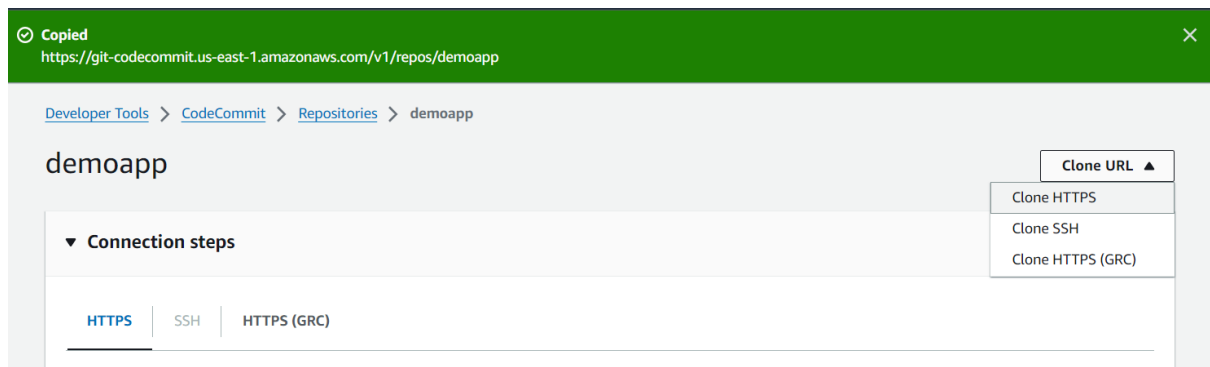 Copied
https://git-codecommit.us-east-1.amazonaws.com/v1/repos/demoapp
Developer Tools > CodeCommit > Repositories > demoapp
demoapp
Clone URL
Clone HTTPS
Clone SSH
Clone HTTPS (GRC)
Connection steps
HTTPS SSH HTTPS (GRC)